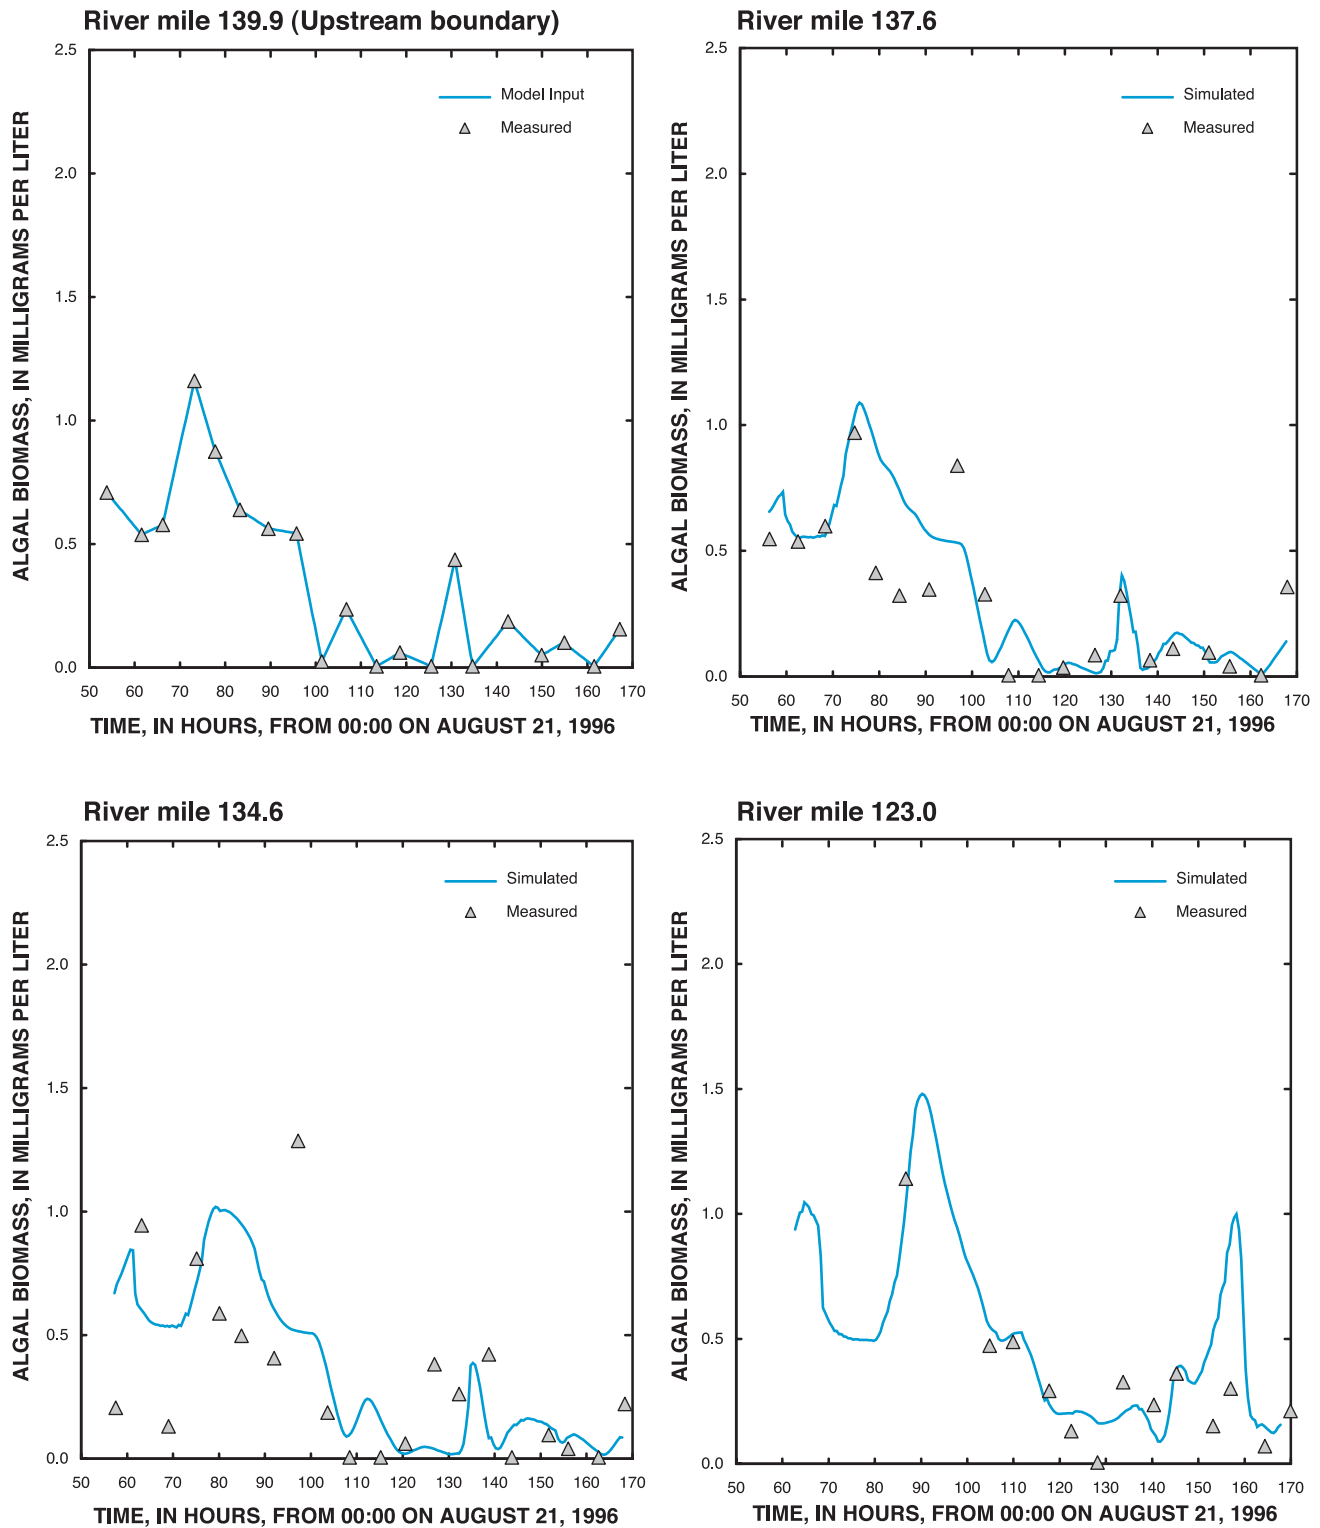 River mile 139.9 (Upstream boundary)
2.5
2.0
1.5
1.0
0.5
0.0
ALGAL BIOMASS, IN MILLIGRAMS PER LITER
Model Input
Measured
50 60 70 80 90 100 110 120 130 140 150 160 170
TIME, IN HOURS, FROM 00:00 ON AUGUST 21, 1996
River mile 137.6
2.5
2.0
1.5
1.0
0.5
0.0
ALGAL BIOMASS, IN MILLIGRAMS PER LITER
Simulated
Measured
50 60 70 80 90 100 110 120 130 140 150 160 170
TIME, IN HOURS, FROM 00:00 ON AUGUST 21, 1996
River mile 134.6
2.5
2.0
1.5
1.0
0.5
0.0
ALGAL BIOMASS, IN MILLIGRAMS PER LITER
Simulated
Measured
50 60 70 80 90 100 110 120 130 140 150 160 170
TIME, IN HOURS, FROM 00:00 ON AUGUST 21, 1996
River mile 123.0
2.5
2.0
1.5
1.0
0.5
0.0
ALGAL BIOMASS, IN MILLIGRAMS PER LITER
Simulated
Measured
50 60 70 80 90 100 110 120 130 140 150 160 170
TIME, IN HOURS, FROM 00:00 ON AUGUST 21, 1996